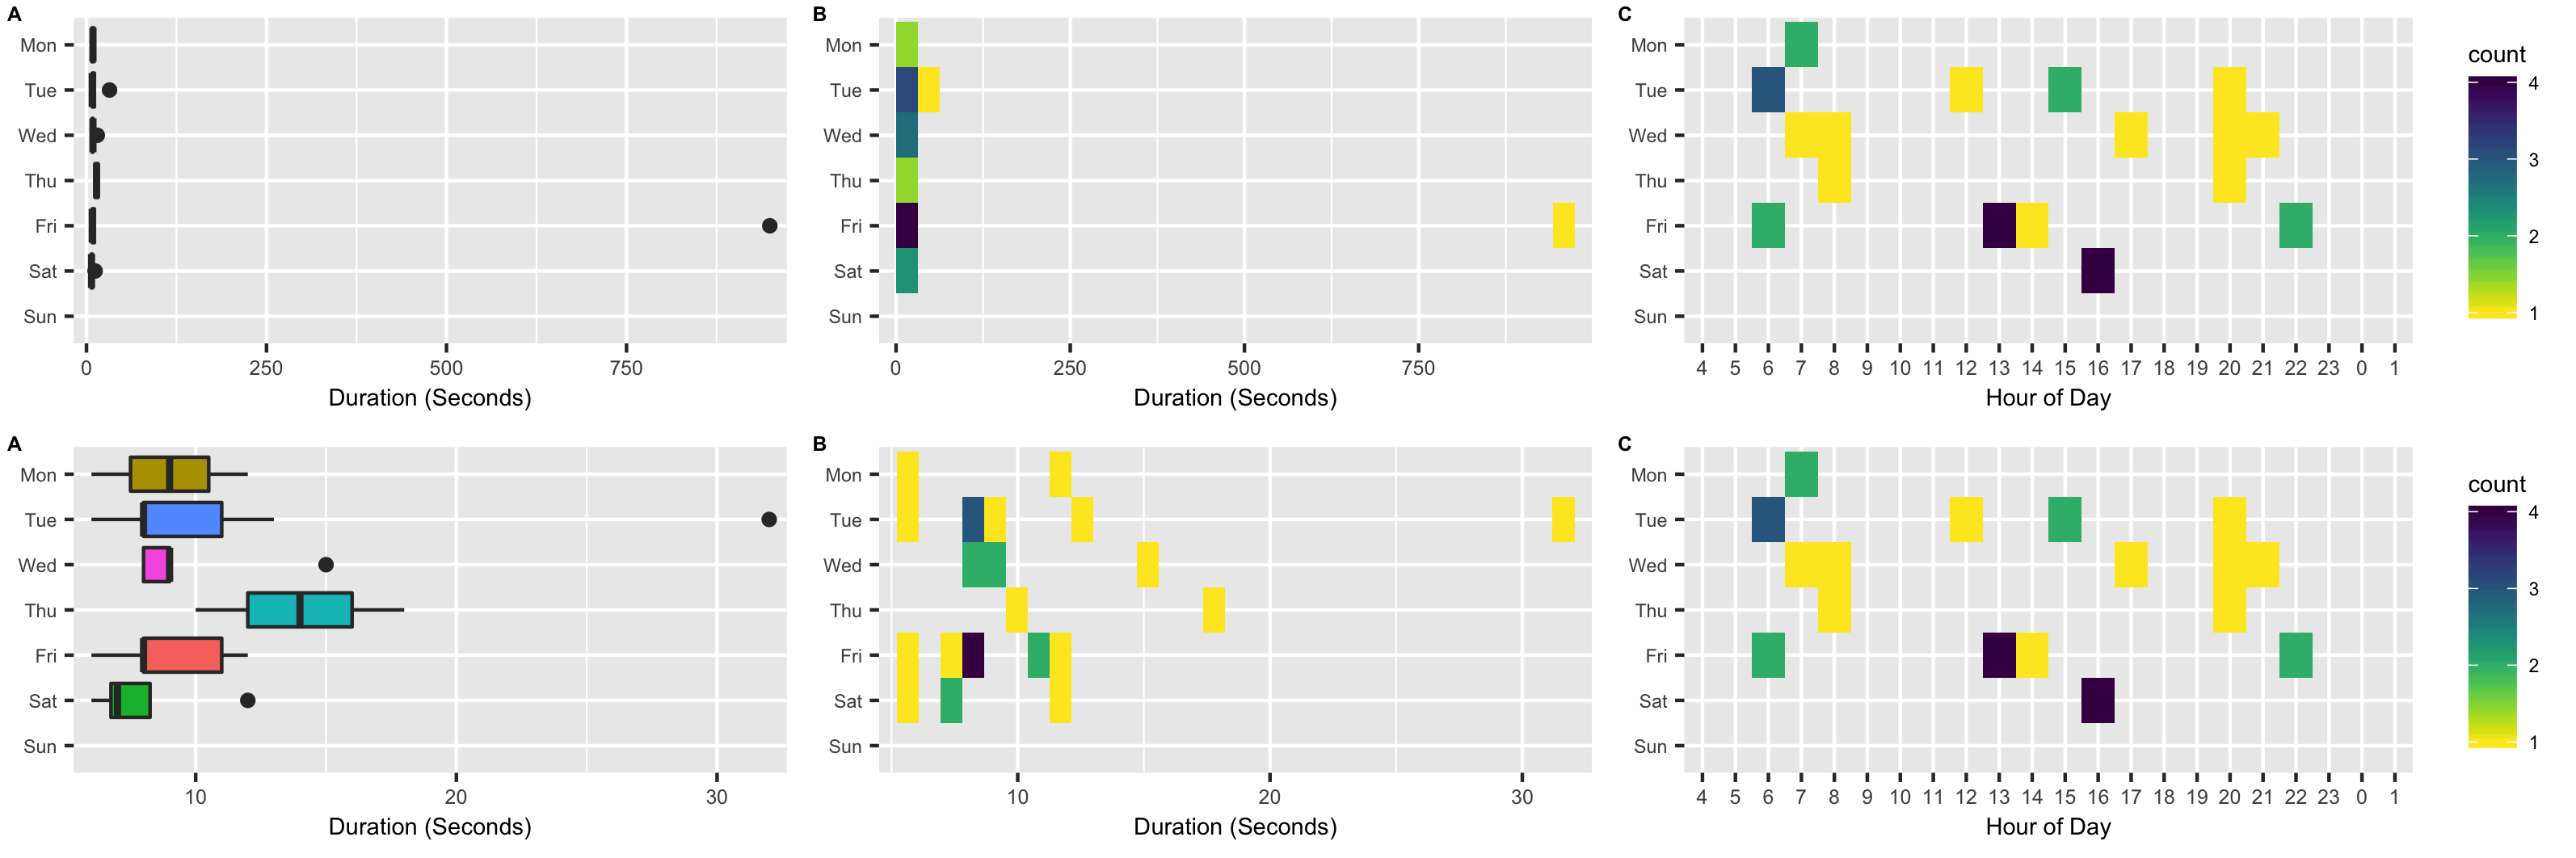 A
Mon
Tue
Wed
Thu
Fri
Sat
Sun
0 250 500 750
Duration (Seconds)
B
Mon
Tue
Wed
Thu
Fri
Sat
Sun
0 250 500 750
Duration (Seconds)
C
Mon
Tue
Wed
Thu
Fri
Sat
Sun
4 5 6 7 8 9 10 11 12 13 14 15 16 17 18 19 20 21 22 23 0 1
Hour of Day
count
4
3
2
1
A
Mon
Tue
Wed
Thu
Fri
Sat
Sun
10 20 30
Duration (Seconds)
B
Mon
Tue
Wed
Thu
Fri
Sat
Sun
10 20 30
Duration (Seconds)
C
Mon
Tue
Wed
Thu
Fri
Sat
Sun
4 5 6 7 8 9 10 11 12 13 14 15 16 17 18 19 20 21 22 23 0 1
Hour of Day
count
4
3
2
1